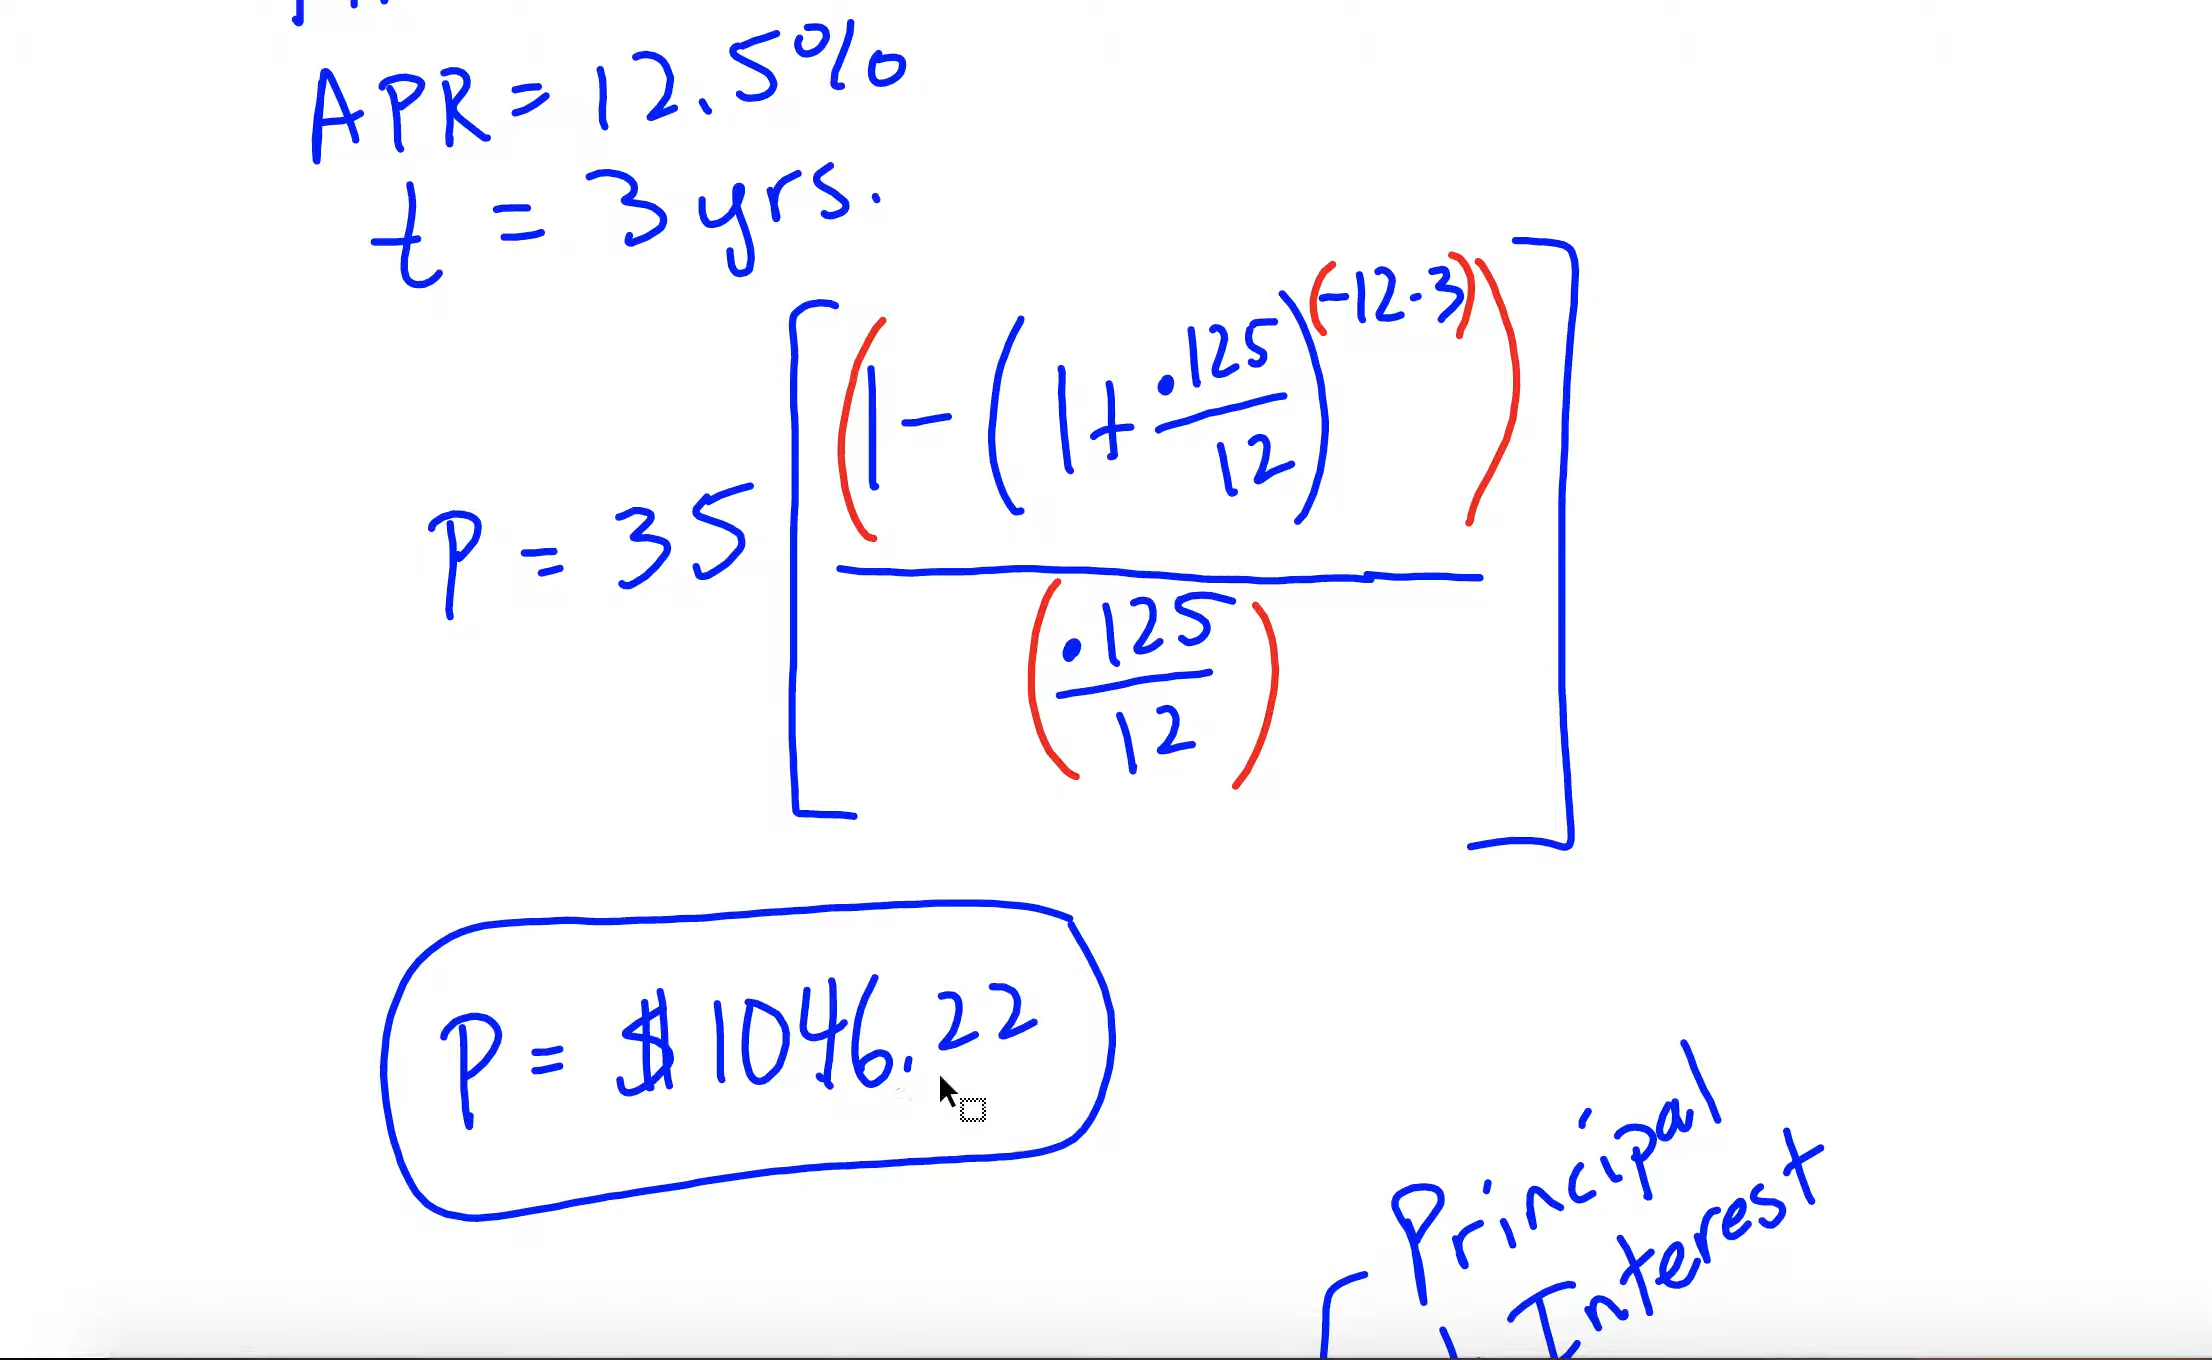 APR = 12.5%
t = 3 yrs.
P = 35 [ (1 - (1 + .125/12)^(-12·3)) / (.125/12) ]
P = $1046.22
Principal
Interest